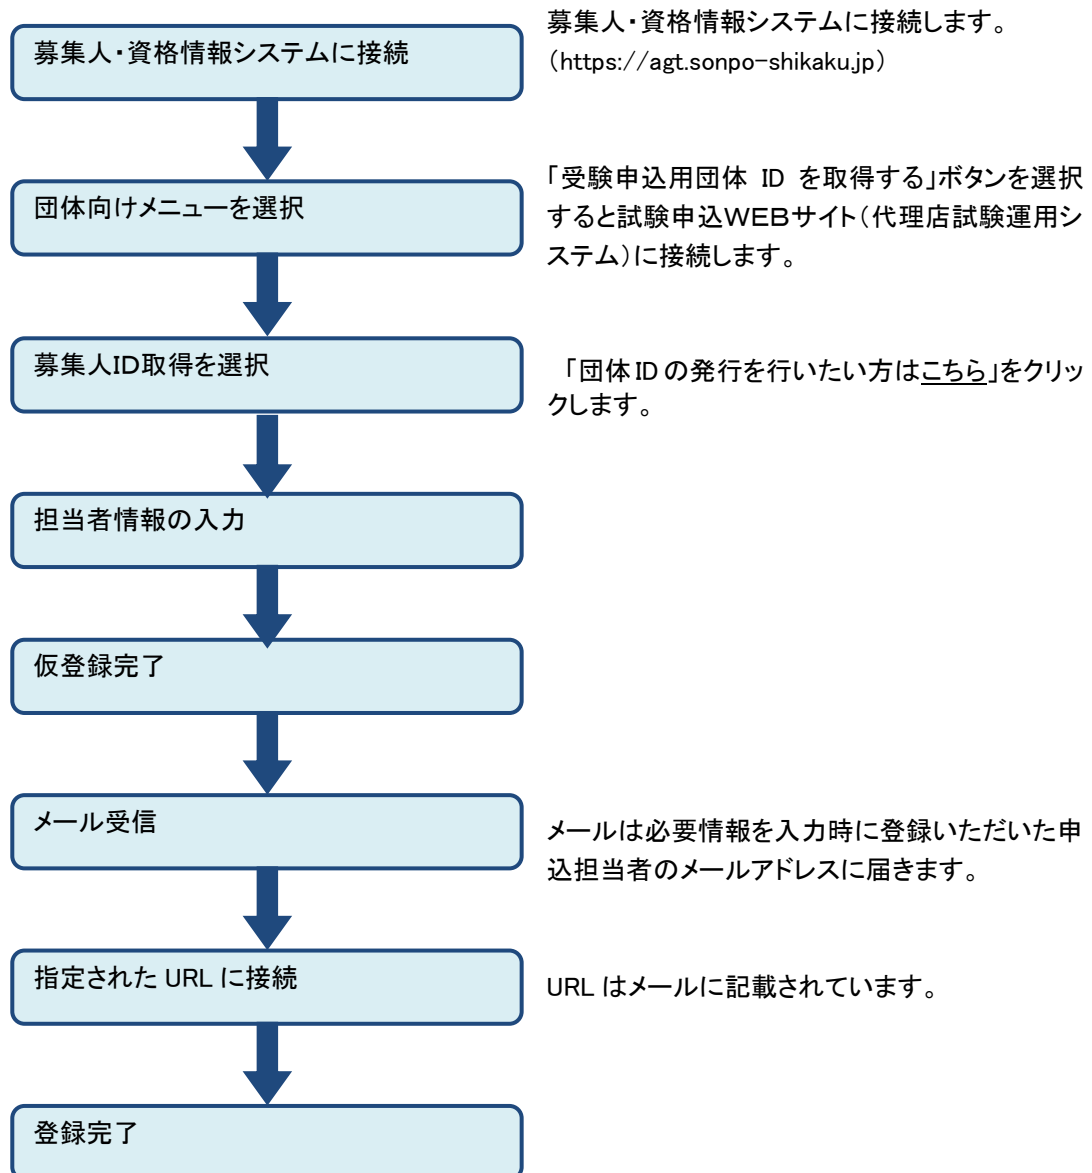 募集人・資格情報システムに接続
募集人・資格情報システムに接続します。
（https://agt.sonpo-shikaku.jp）
団体向けメニューを選択
「受験申込用団体 ID を取得する」ボタンを選択
すると試験申込ＷＥＢサイト（代理店試験運用シ
ステム）に接続します。
募集人ＩＤ取得を選択
「団体 ID の発行を行いたい方はこちら」をクリッ
クします。
担当者情報の入力
仮登録完了
メール受信
メールは必要情報を入力時に登録いただいた申
込担当者のメールアドレスに届きます。
指定された URL に接続
URL はメールに記載されています。
登録完了